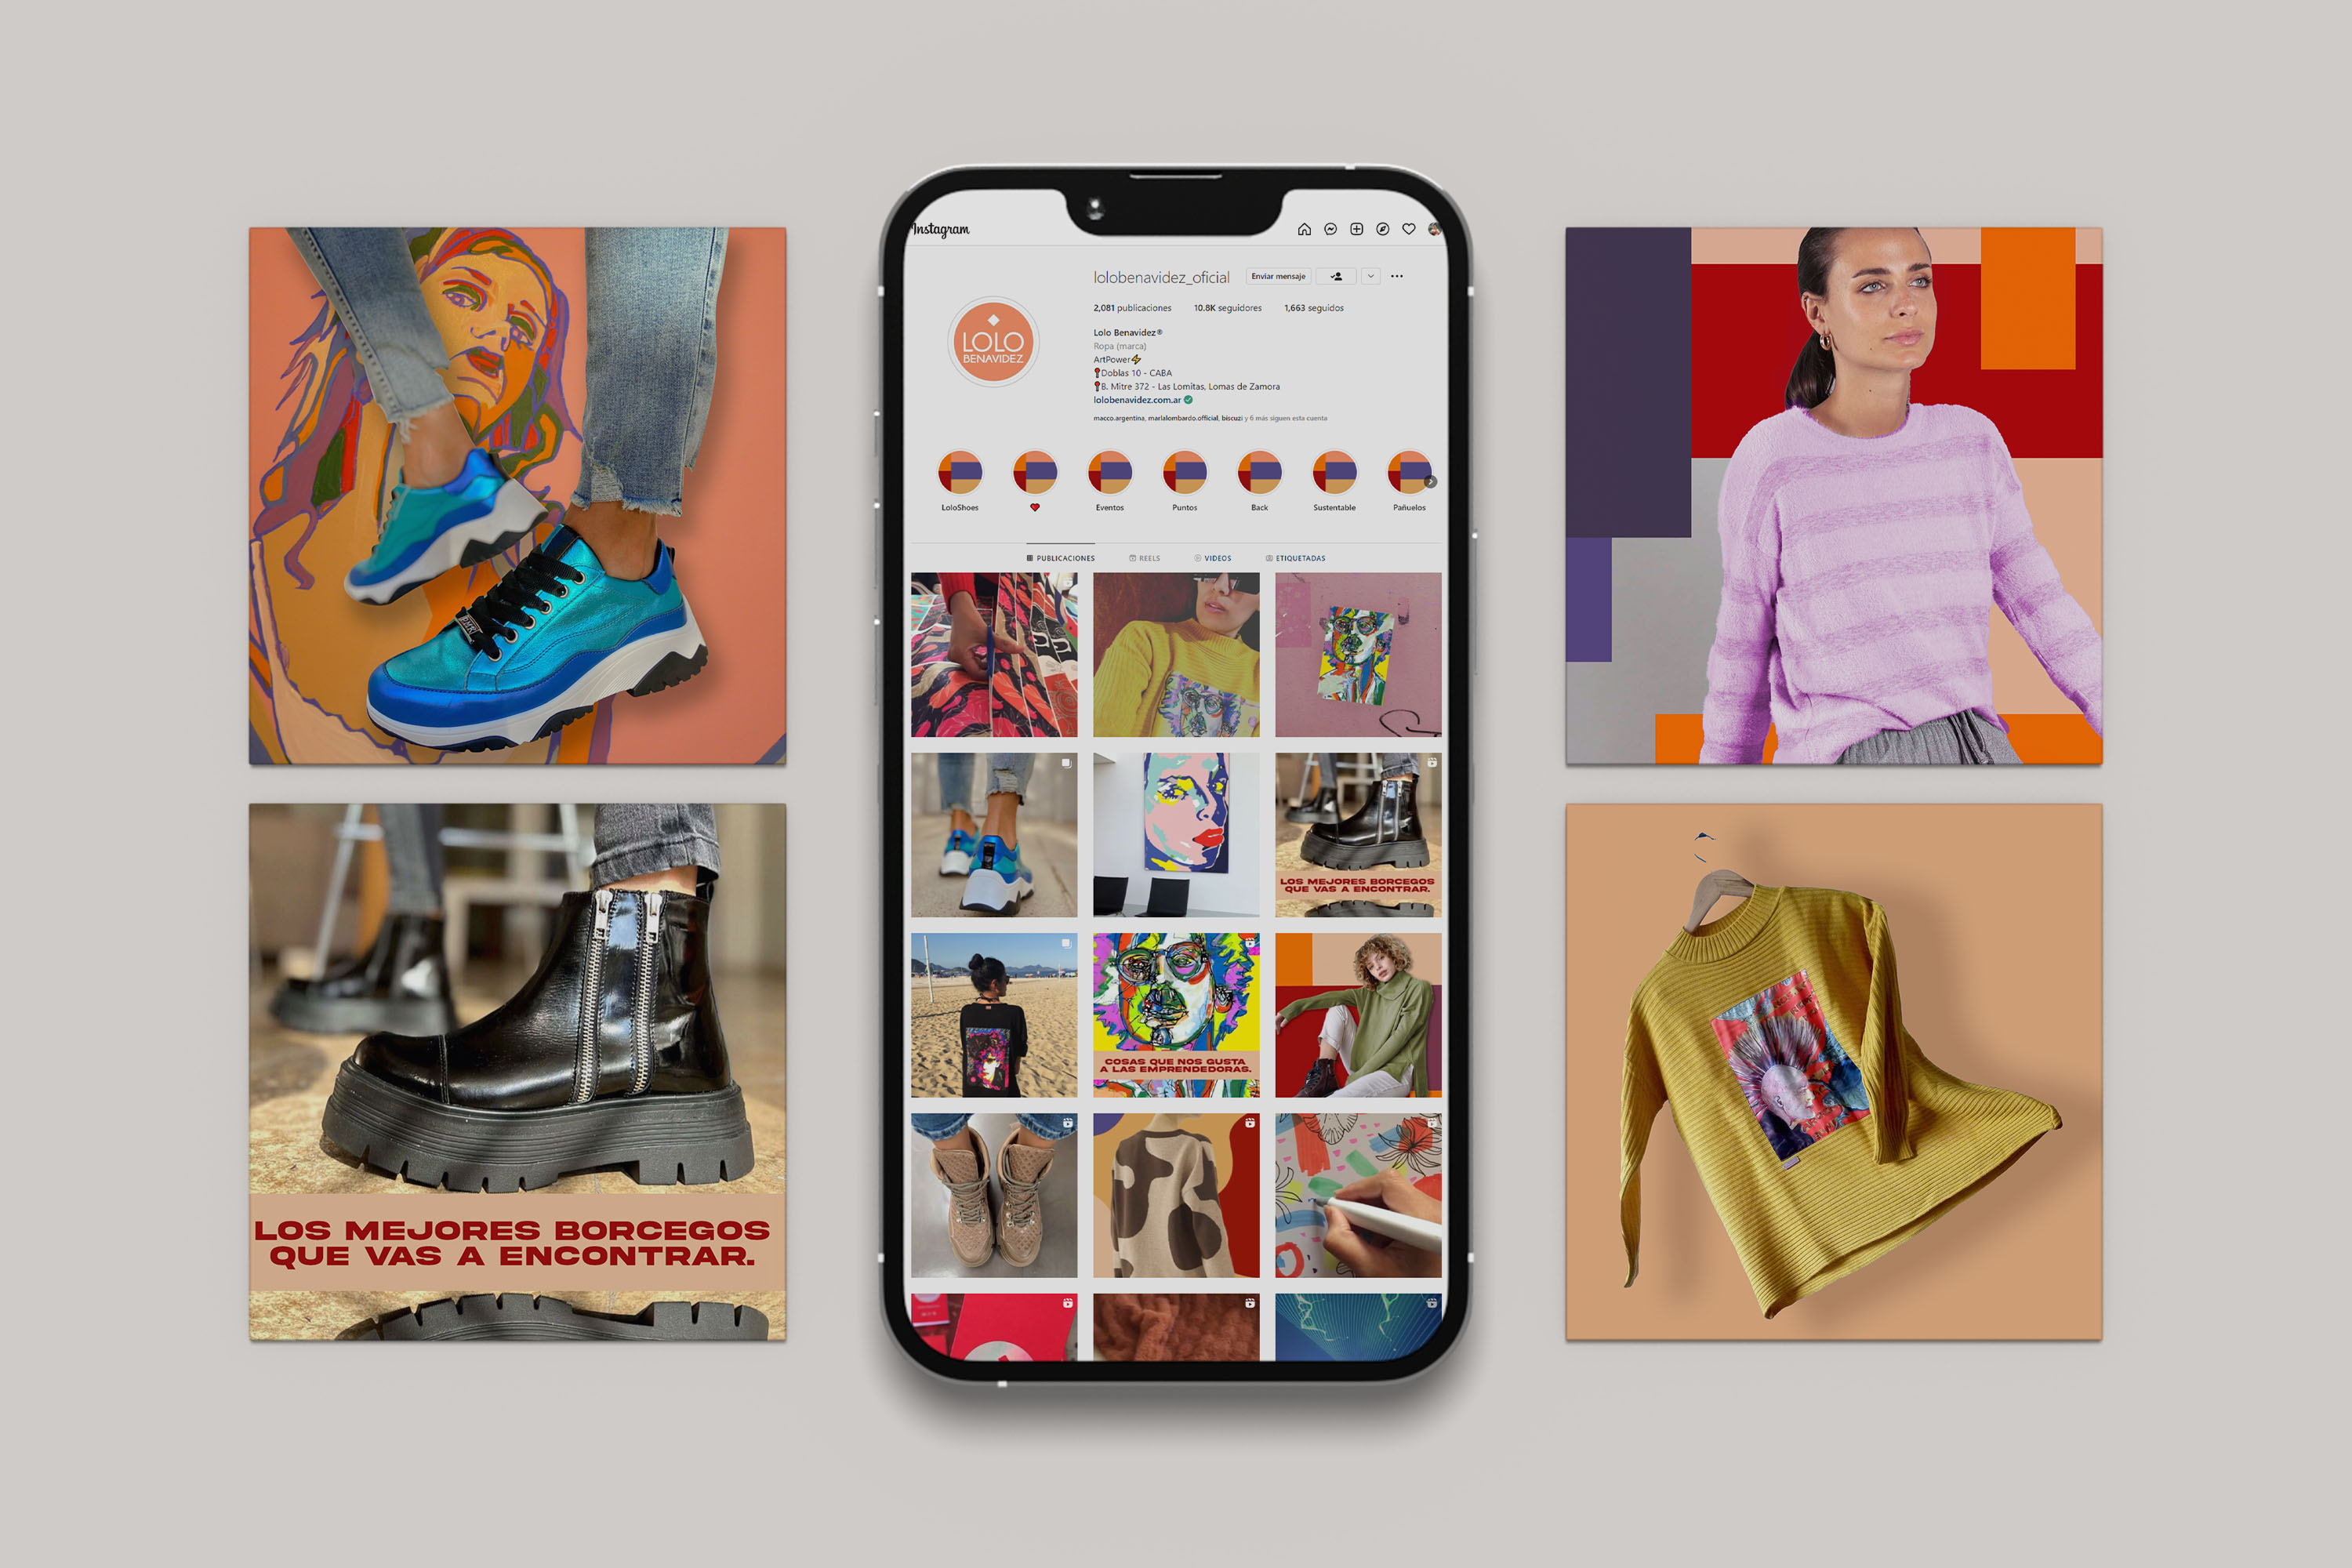 Instagram
lolobenavidez_oficial Enviar mensaje
2,081 publicaciones 10.8K seguidores 1,663 seguidos
LOLO
BENAVIDEZ
Lolo Benavidez®
Ropa (marca)
ArtPower⚡
📍Doblas 10 - CABA
📍B. Mitre 372 - Las Lomitas, Lomas de Zamora
lolobenavidez.com.ar
macco.argentina, marlalombardo.official, biscuzi y 6 más siguen esta cuenta
LoloShoes ❤ Eventos Puntos Back Sustentable Pañuelos
PUBLICACIONES REELS VIDEOS ETIQUETADAS
LOS MEJORES BORCEGOS
QUE VAS A ENCONTRAR.
COSAS QUE NOS GUSTA
A LAS EMPRENDEDORAS.
LOS MEJORES BORCEGOS
QUE VAS A ENCONTRAR.